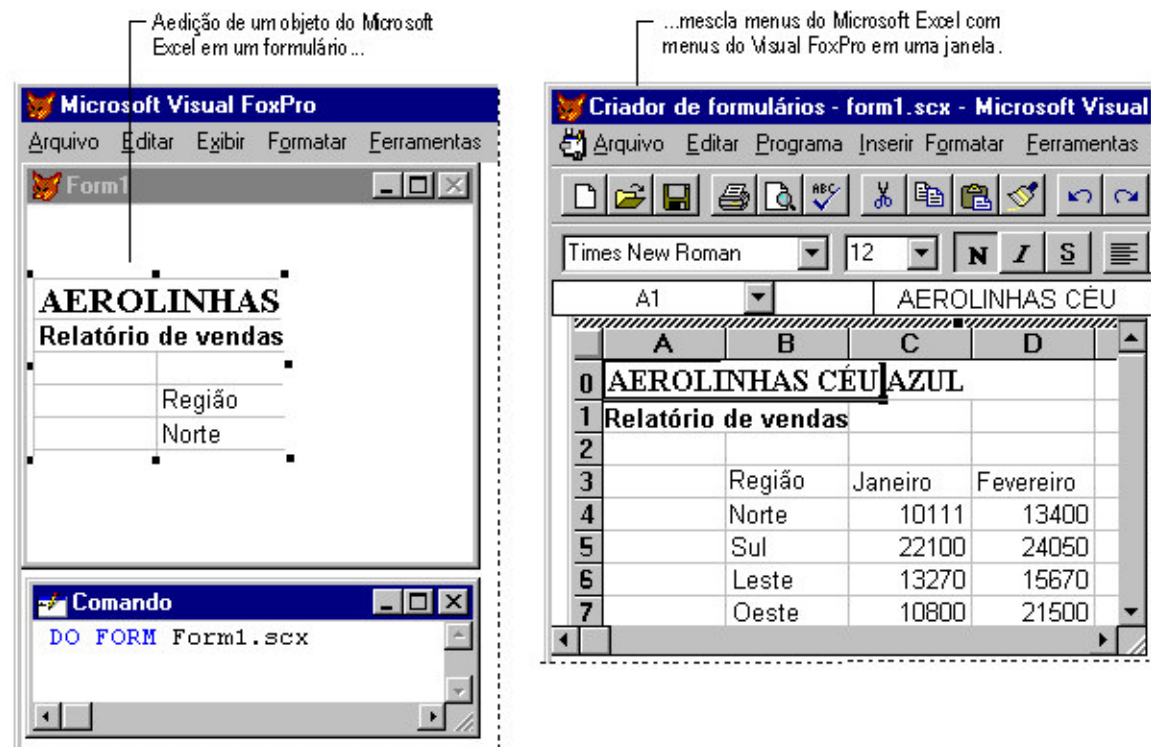 Aedição de um objeto do Microsoft
Excel em um formulário...
Microsoft Visual FoxPro
Arquivo Editar Exibir Formatar Ferramentas
Form1
AEROLINHAS
Relatório de vendas
Região
Norte
Comando
DO FORM Form1.scx
...mescla menus do Microsoft Excel com
menus do Visual FoxPro em uma janela.
Criador de formulários - form1.scx - Microsoft Visual
Arquivo Editar Programa Inserir Formatar Ferramentas
ABC
Times New Roman 12 N I S
A1 AEROLINHAS CÉU
A B C D
0 AEROLINHAS CÉU AZUL
1 Relatório de vendas
2
3 Região Janeiro Fevereiro
4 Norte 10111 13400
5 Sul 22100 24050
6 Leste 13270 15670
7 Oeste 10800 21500